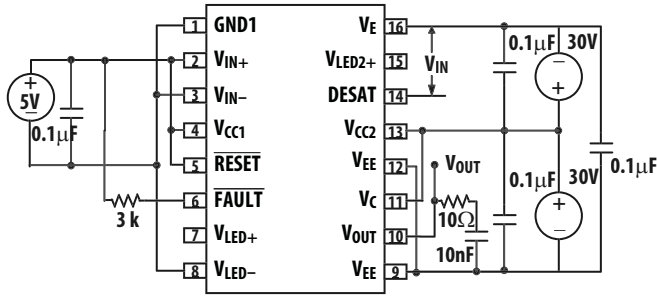 1 GND1
2 VIN+
3 VIN–
4 VCC1
5 RESET
6 FAULT
7 VLED+
8 VLED–
VE 16
VLED2+ 15
DESAT 14
VCC2 13
VEE 12
VC 11
VOUT 10
VEE 9
+
5V
–
0.1µF
3 k
VIN
VOUT
10Ω
10nF
0.1µF
30V
–
+
0.1µF
30V
+
–
0.1µF